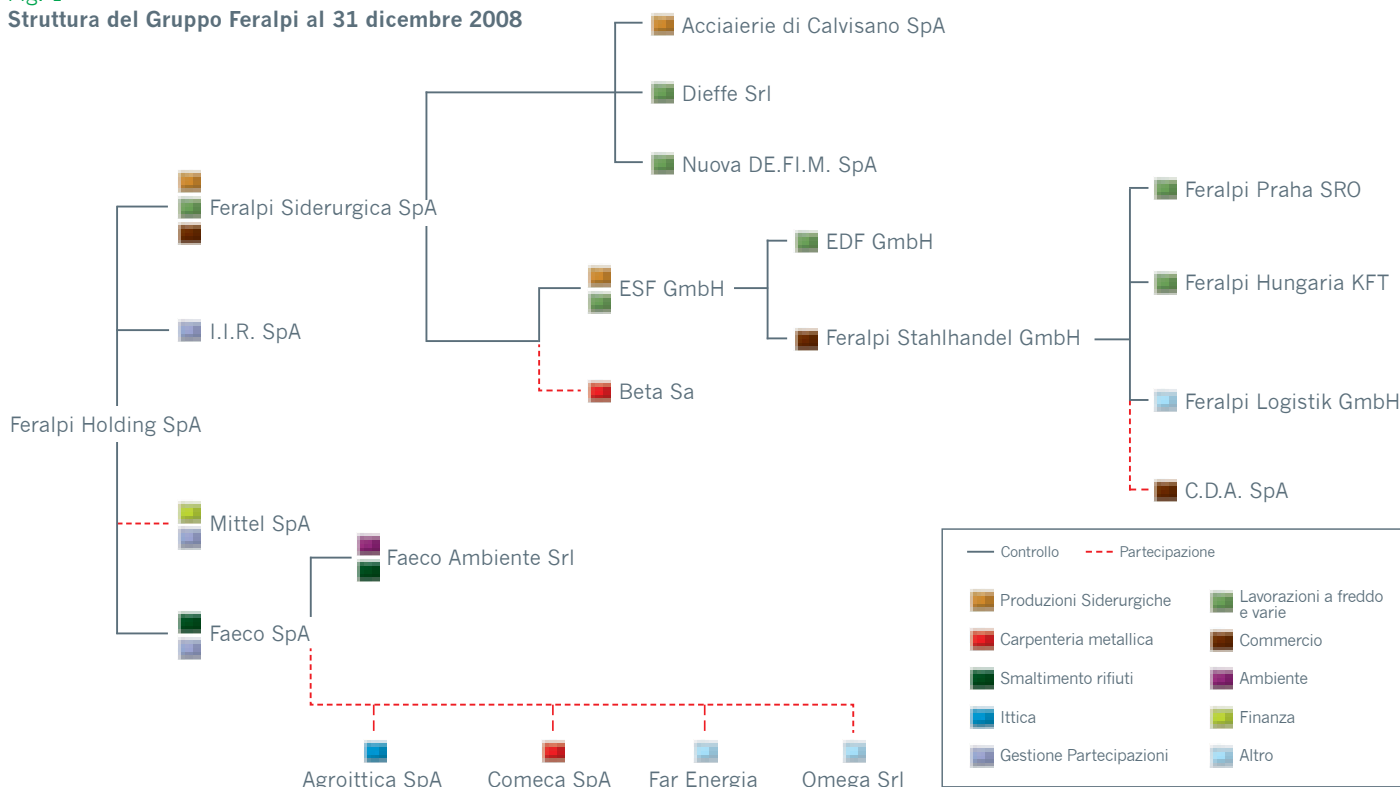 Struttura del Gruppo Feralpi al 31 dicembre 2008
Acciaierie di Calvisano SpA
Dieffe Srl
Nuova DE.FI.M. SpA
Feralpi Siderurgica SpA
I.I.R. SpA
Feralpi Holding SpA
Mittel SpA
Faeco SpA
Faeco Ambiente Srl
ESF GmbH
Beta Sa
EDF GmbH
Feralpi Stahlhandel GmbH
Feralpi Praha SRO
Feralpi Hungaria KFT
Feralpi Logistik GmbH
C.D.A. SpA
Agroittica SpA
Comeca SpA
Far Energia
Omega Srl
Controllo
Partecipazione
Produzioni Siderurgiche
Lavorazioni a freddo
e varie
Carpenteria metallica
Commercio
Smaltimento rifiuti
Ambiente
Ittica
Finanza
Gestione Partecipazioni
Altro